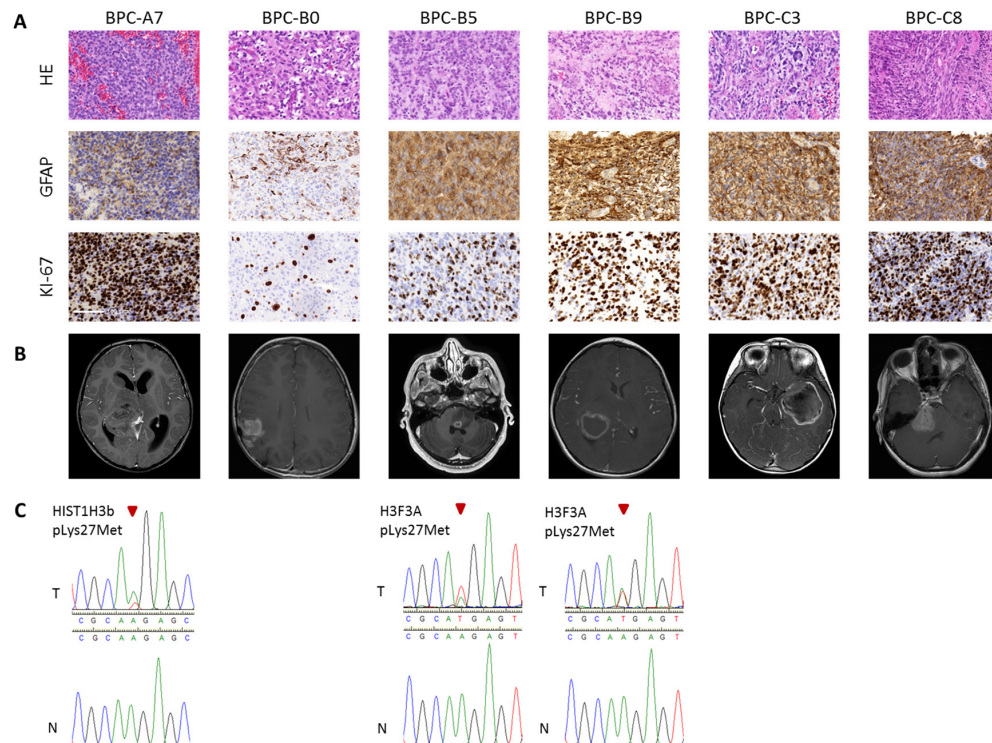 BPC-A7 BPC-B0 BPC-B5 BPC-B9 BPC-C3 BPC-C8
A
HE
GFAP
KI-67
B
C
HIST1H3b
pLys27Met
H3F3A
pLys27Met
H3F3A
pLys27Met
T T T
C G C A A G A G C
C G C A A G A G C
C G C A T G A G T
C G C A A G A G T
C G C A T G A G T
C G C A A G A G T
N N N